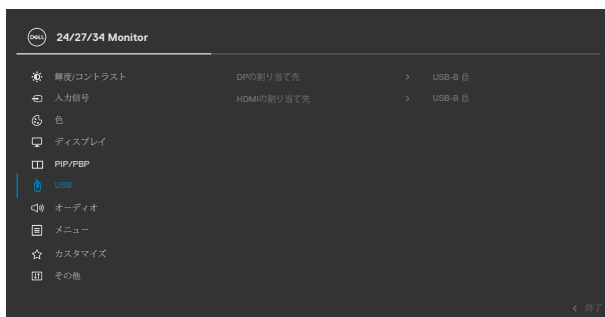 DELL 24/27/34 Monitor
輝度/コントラスト DPの割り当て先 > USB-B
入力信号 HDMIの割り当て先 > USB-B
色
ディスプレイ
PIP/PBP
USB
オーディオ
メニュー
カスタマイズ
その他
< 終了